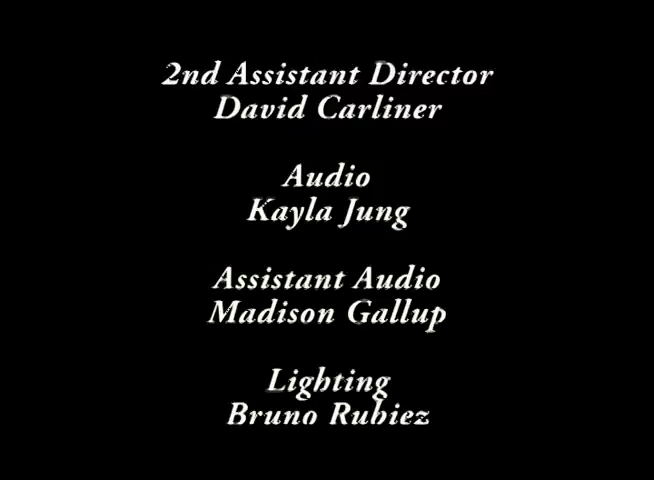 2nd Assistant Director
David Carliner
Audio
Kayla Jung
Assistant Audio
Madison Gallup
Lighting
Bruno Rubiez